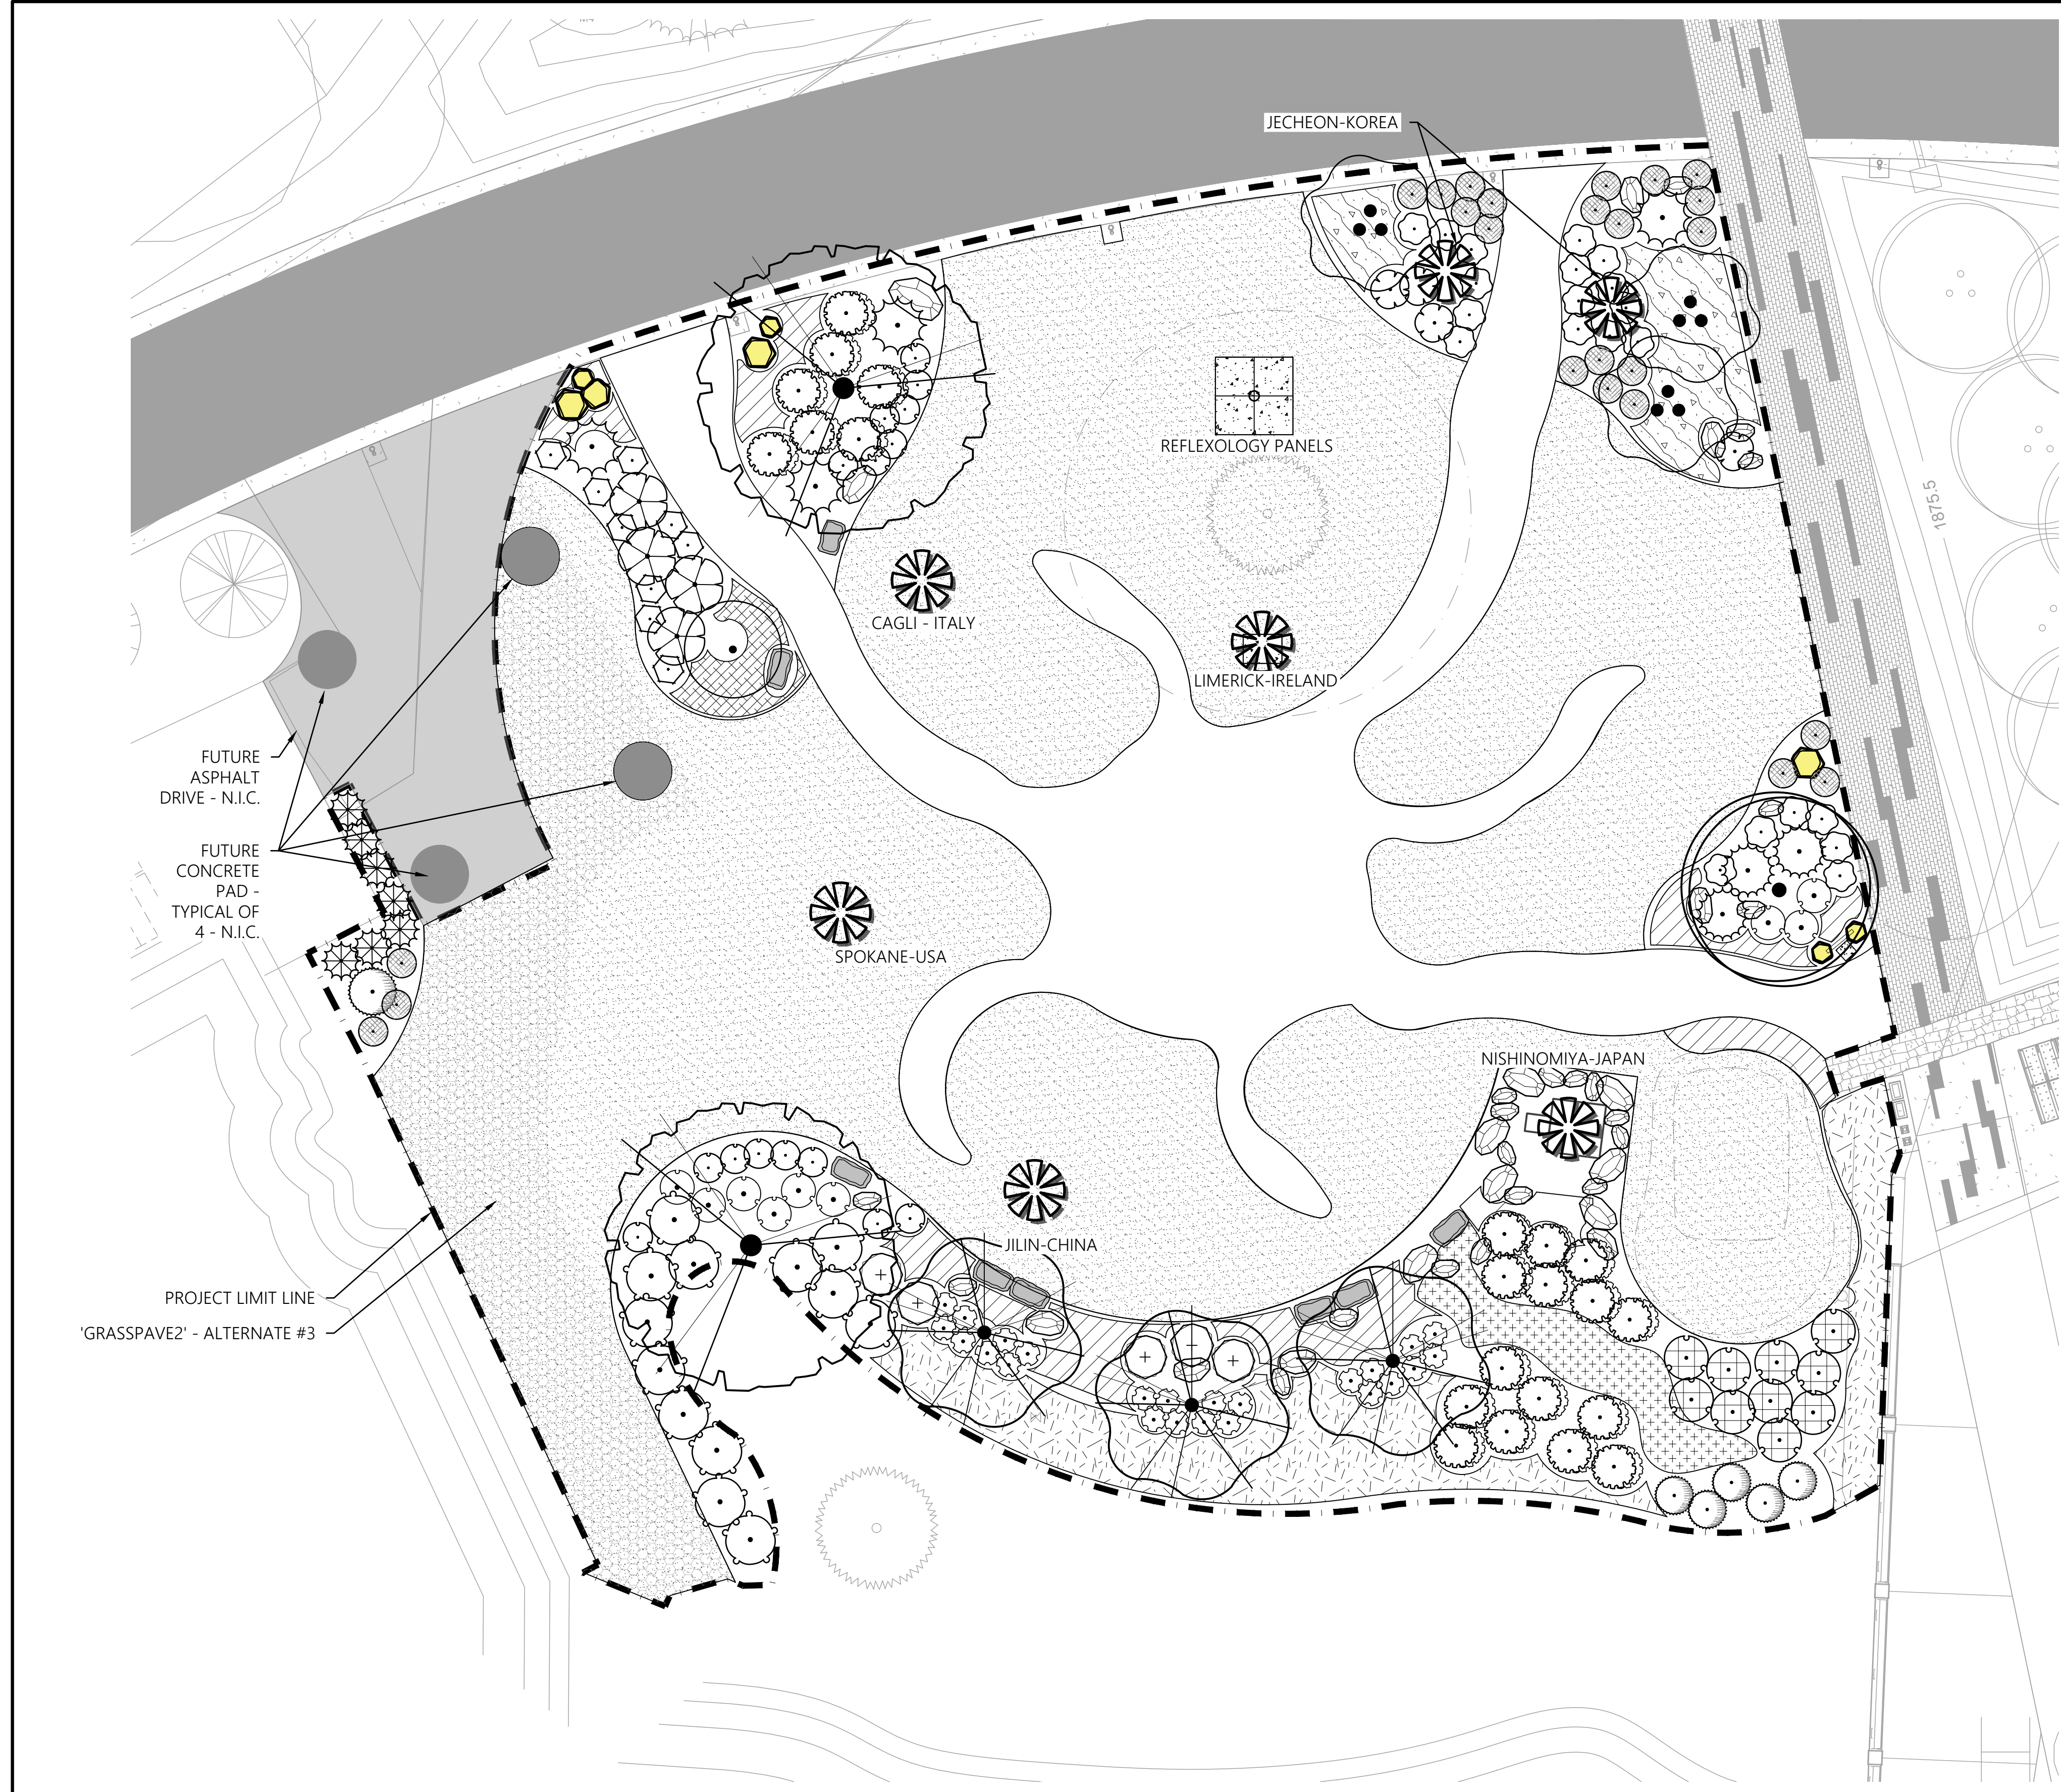 JECHEON-KOREA
REFLEXOLOGY PANELS
1875.5
CAGLI - ITALY
LIMERICK-IRELAND
FUTURE
ASPHALT
DRIVE - N.I.C.
FUTURE
CONCRETE
PAD -
TYPICAL OF
4 - N.I.C.
SPOKANE-USA
NISHINOMIYA-JAPAN
JILIN-CHINA
PROJECT LIMIT LINE
'GRASSPAVE2' - ALTERNATE #3